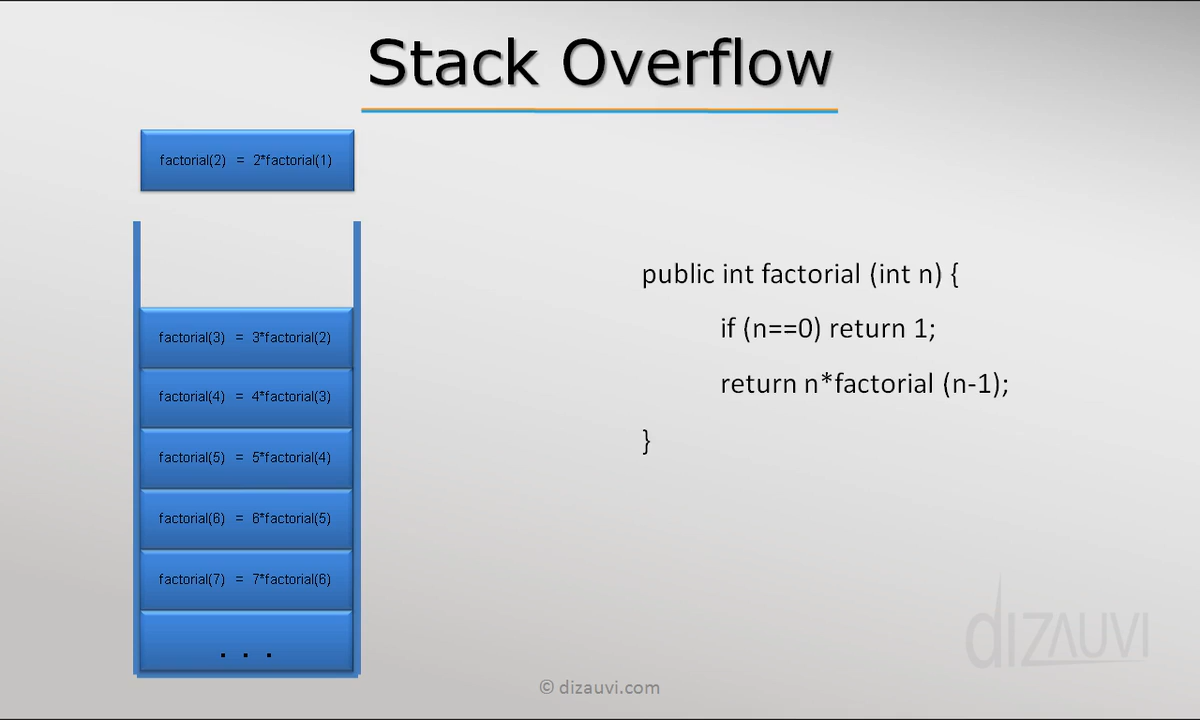 Stack Overflow
factorial(2) = 2*factorial(1)
factorial(3) = 3*factorial(2)
factorial(4) = 4*factorial(3)
factorial(5) = 5*factorial(4)
factorial(6) = 6*factorial(5)
factorial(7) = 7*factorial(6)
. . .
public int factorial (int n) {
if (n==0) return 1;
return n*factorial (n-1);
}
dizauvi
© dizauvi.com